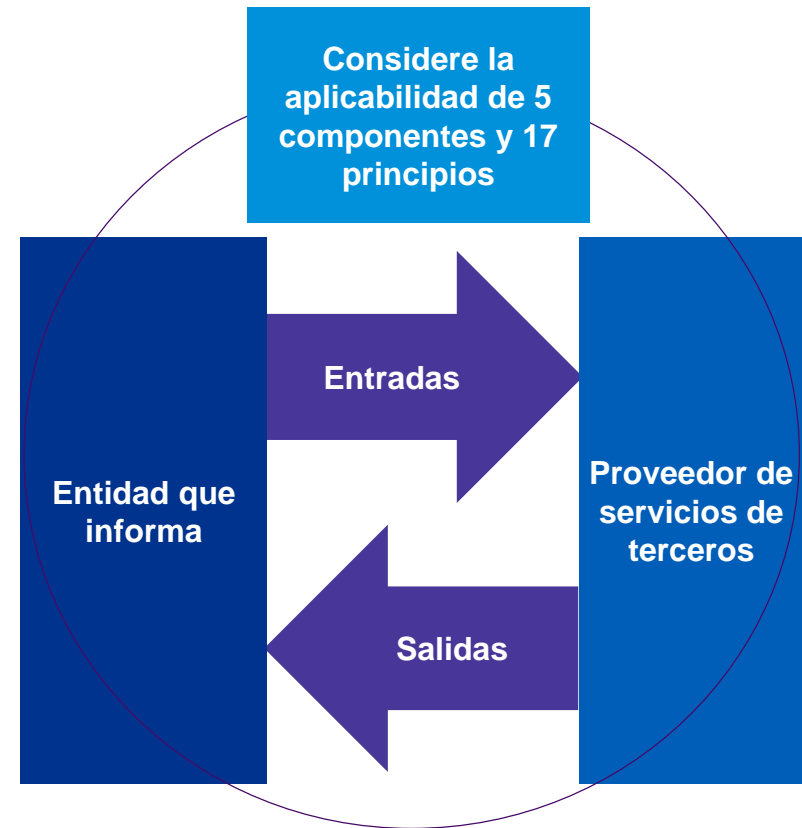 Considere la
aplicabilidad de 5
componentes y 17
principios
Entradas
Entidad que
informa
Proveedor de
servicios de
terceros
Salidas